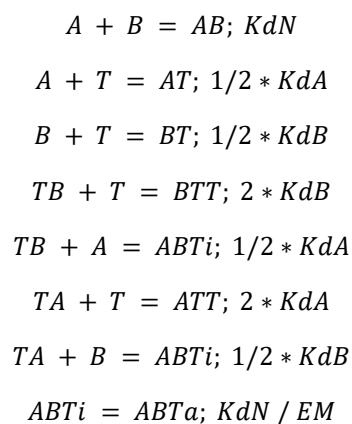 A + B = AB; KdN
A + T = AT; 1/2 * KdA
B + T = BT; 1/2 * KdB
TB + T = BTT; 2 * KdB
TB + A = ABTi; 1/2 * KdA
TA + T = ATT; 2 * KdA
TA + B = ABTi; 1/2 * KdB
ABTi = ABTa; KdN / EM